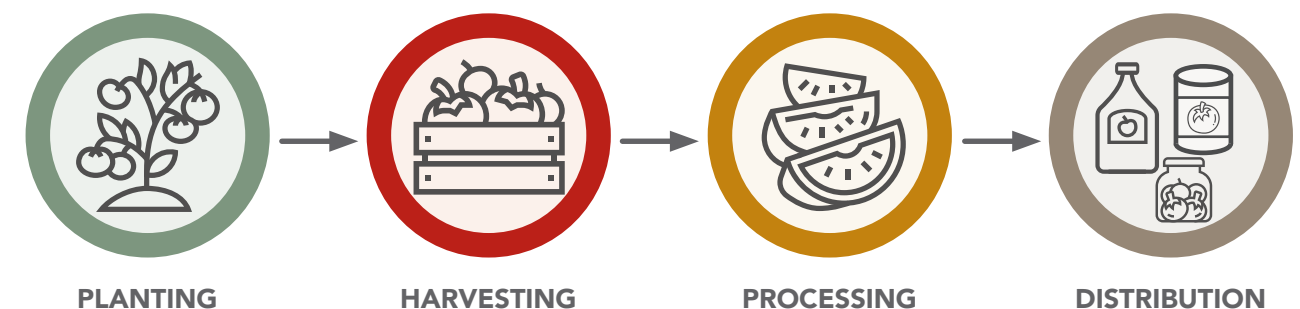 PLANTING
HARVESTING
PROCESSING
DISTRIBUTION